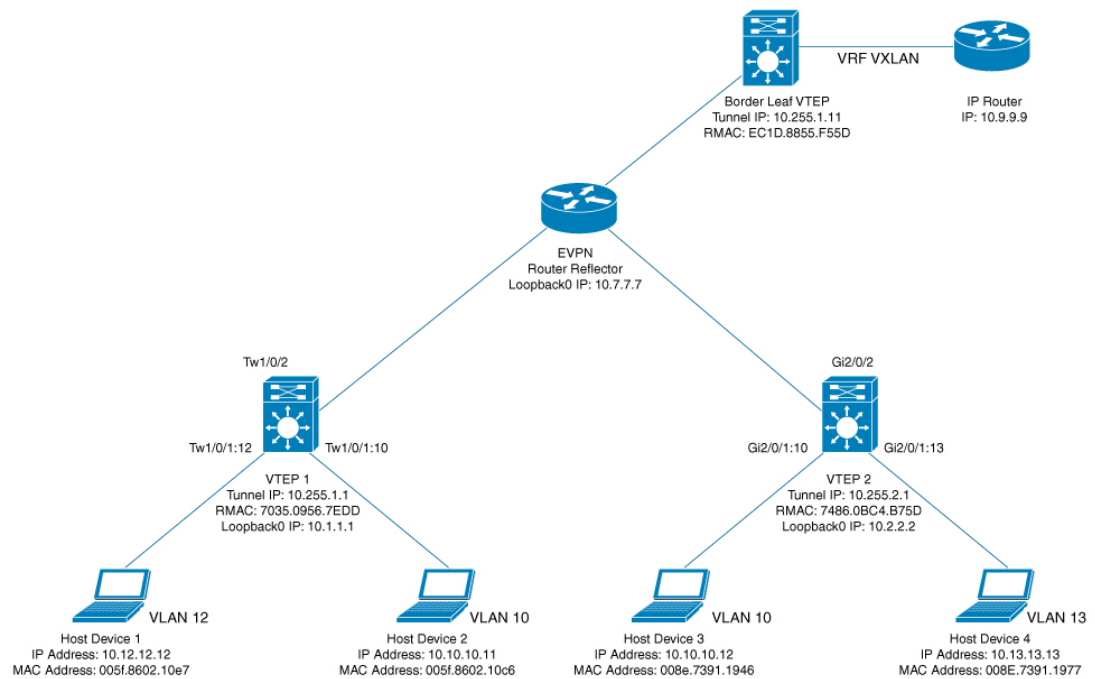 VRF VXLAN
Border Leaf VTEP
Tunnel IP: 10.255.1.11
RMAC: EC1D.8855.F55D
IP Router
IP: 10.9.9.9
EVPN
Router Reflector
Loopback0 IP: 10.7.7.7
Tw1/0/2
Gi2/0/2
Tw1/0/1:12
Tw1/0/1:10
Gi2/0/1:10
Gi2/0/1:13
VTEP 1
Tunnel IP: 10.255.1.1
RMAC: 7035.0956.7EDD
Loopback0 IP: 10.1.1.1
VTEP 2
Tunnel IP: 10.255.2.1
RMAC: 7486.0BC4.B75D
Loopback0 IP: 10.2.2.2
VLAN 12
Host Device 1
IP Address: 10.12.12.12
MAC Address: 005f.8602.10e7
VLAN 10
Host Device 2
IP Address: 10.10.10.11
MAC Address: 005f.8602.10c6
VLAN 10
Host Device 3
IP Address: 10.10.10.12
MAC Address: 008e.7391.1946
VLAN 13
Host Device 4
IP Address: 10.13.13.13
MAC Address: 008E.7391.1977